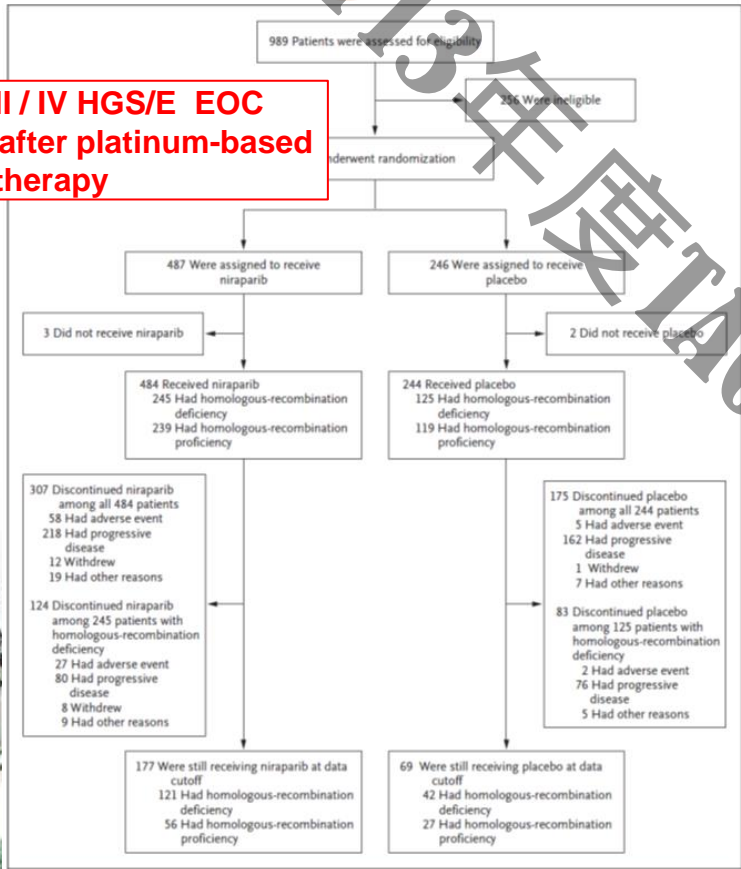 989 Patients were assessed for eligibility
256 Were ineligible
II / IV HGS/E EOC
after platinum-based
therapy
underwent randomization
487 Were assigned to receive
niraparib
246 Were assigned to receive
placebo
3 Did not receive niraparib
2 Did not receive placebo
484 Received niraparib
245 Had homologous-recombination
deficiency
239 Had homologous-recombination
proficiency
244 Received placebo
125 Had homologous-recombination
deficiency
119 Had homologous-recombination
proficiency
307 Discontinued niraparib
among all 484 patients
58 Had adverse event
218 Had progressive
disease
12 Withdrew
19 Had other reasons
124 Discontinued niraparib
among 245 patients with
homologous-recombination
deficiency
27 Had adverse event
80 Had progressive
disease
8 Withdrew
9 Had other reasons
175 Discontinued placebo
among all 244 patients
5 Had adverse event
162 Had progressive
disease
1 Withdrew
7 Had other reasons
83 Discontinued placebo
among 125 patients with
homologous-recombination
deficiency
2 Had adverse event
76 Had progressive
disease
5 Had other reasons
177 Were still receiving niraparib at data
cutoff
121 Had homologous-recombination
deficiency
56 Had homologous-recombination
proficiency
69 Were still receiving placebo at data
cutoff
42 Had homologous-recombination
deficiency
27 Had homologous-recombination
proficiency
13年度TAG